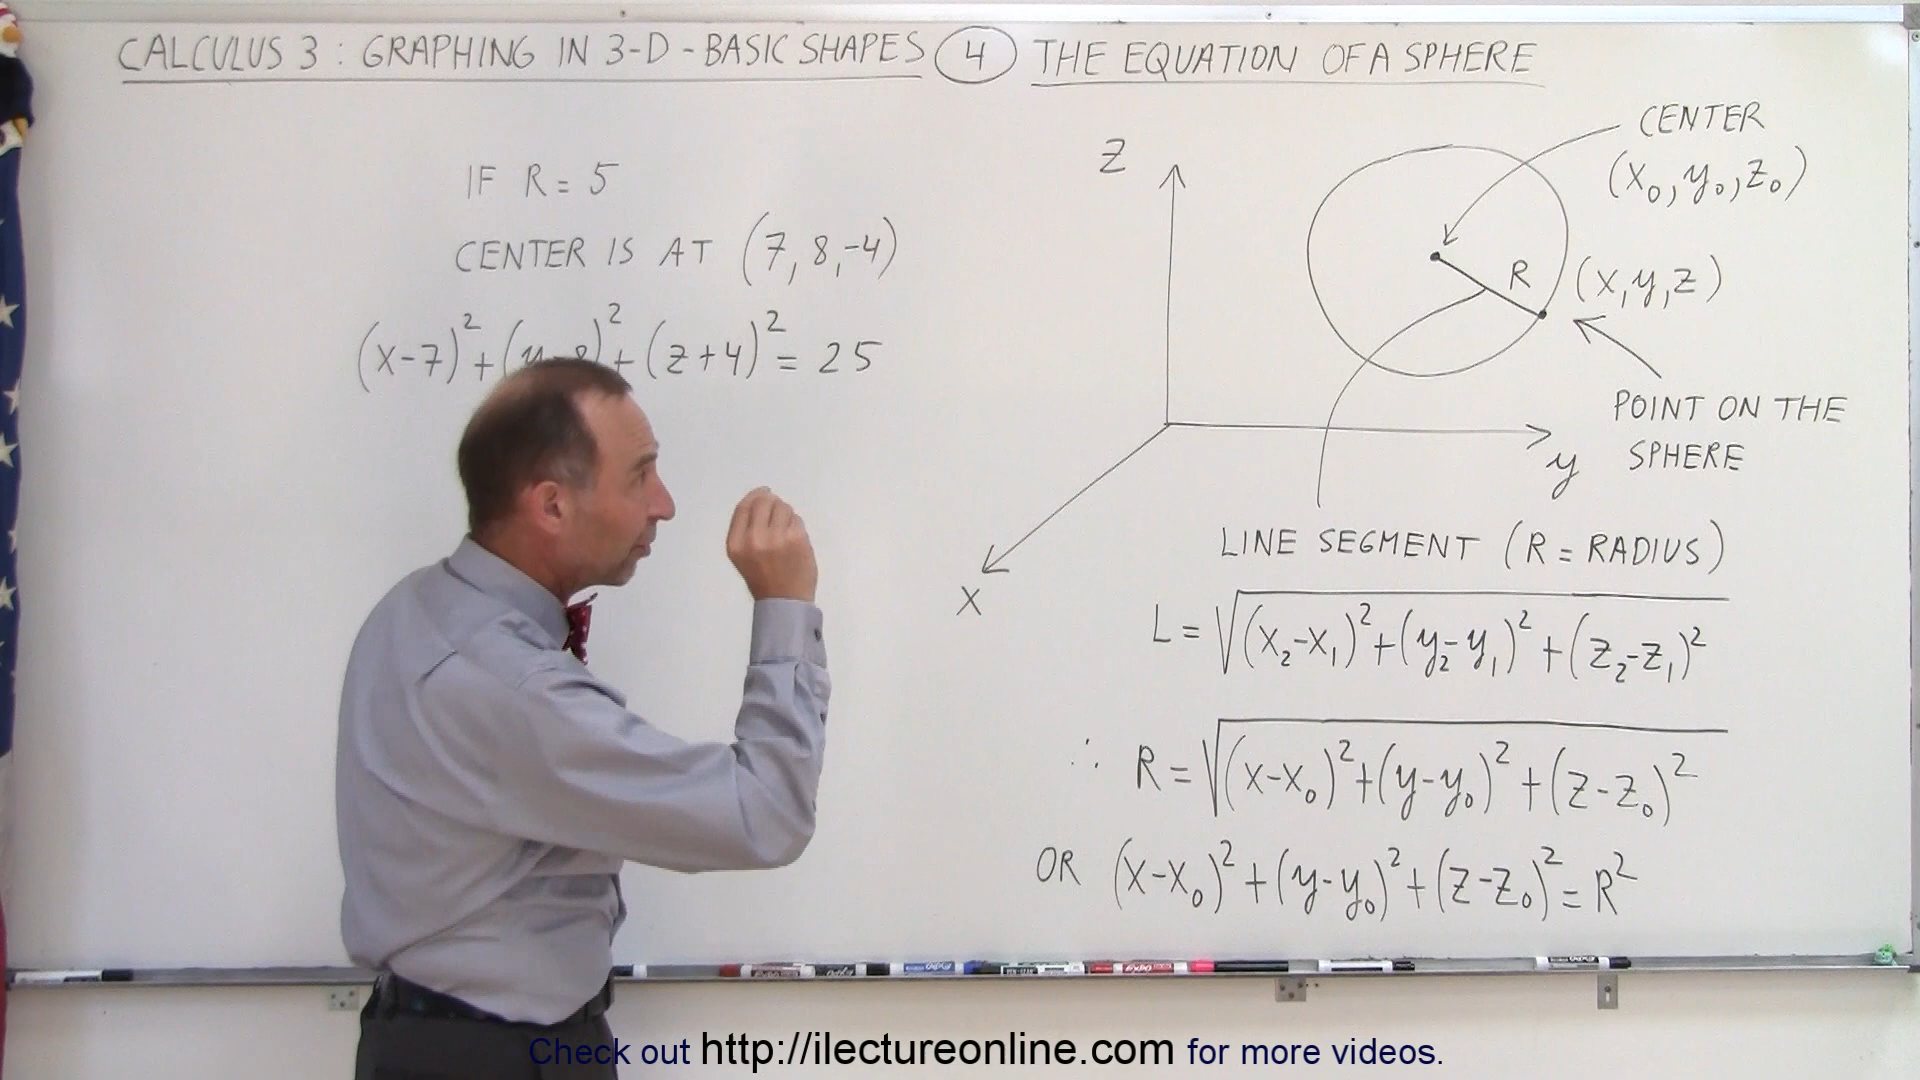 CALCULUS 3 : GRAPHING IN 3-D - BASIC SHAPES 4 THE EQUATION OF A SPHERE
IF R = 5
CENTER IS AT (7, 8, -4)
(x-7)² + (y-8)² + (z+4)² = 25
Z
CENTER
(x₀, y₀, z₀)
R (x, y, z)
POINT ON THE
SPHERE
y
X
LINE SEGMENT (R = RADIUS)
L = √(x₂-x₁)² + (y₂-y₁)² + (z₂-z₁)²
∴ R = √(x-x₀)² + (y-y₀)² + (z-z₀)²
OR (x-x₀)² + (y-y₀)² + (z-z₀)² = R²
EXPO
Check out http://ilectureonline.com for more videos.